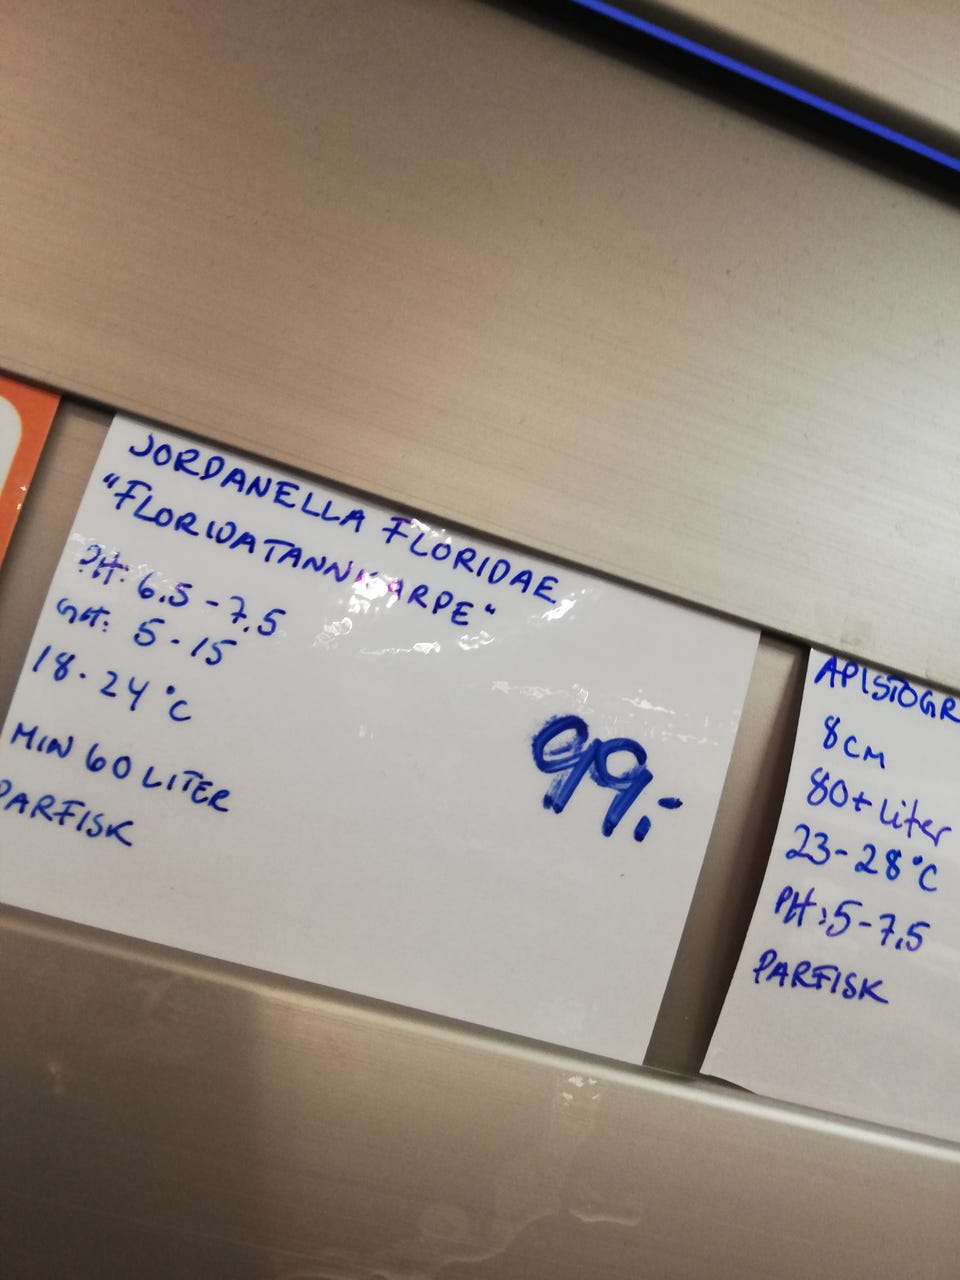 JORDANELLA FLORIDAE
"FLORIDATANNKARPE"
PH: 6.5 - 7.5
GH: 5 - 15
18 - 24 °C
MIN 60 LITER
PARFISK
99:-
APISTOGR
8 CM
80+ Liter
23 - 28 °C
PH: 5 - 7,5
PARFISK